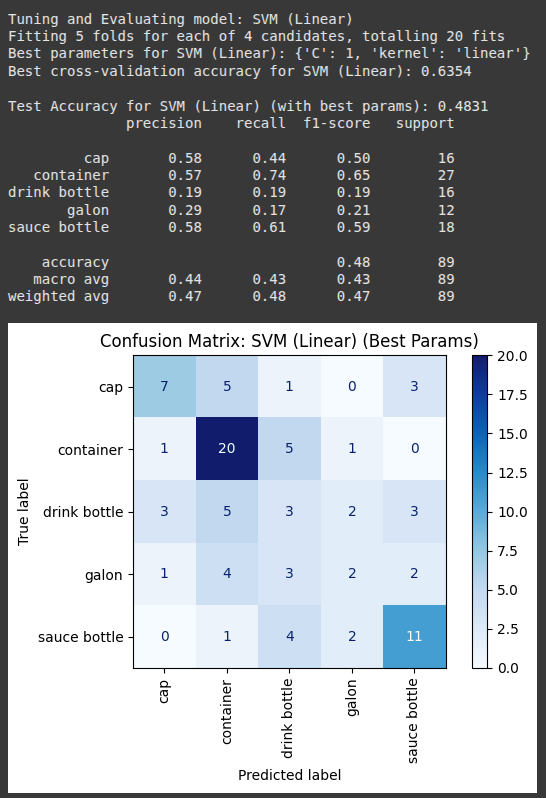 Tuning and Evaluating model: SVM (Linear)
Fitting 5 folds for each of 4 candidates, totalling 20 fits
Best parameters for SVM (Linear): {'C': 1, 'kernel': 'linear'}
Best cross-validation accuracy for SVM (Linear): 0.6354
Test Accuracy for SVM (Linear) (with best params): 0.4831
precision recall f1-score support
cap 0.58 0.44 0.50 16
container 0.57 0.74 0.65 27
drink bottle 0.19 0.19 0.19 16
galon 0.29 0.17 0.21 12
sauce bottle 0.58 0.61 0.59 18
accuracy 0.48 89
macro avg 0.44 0.43 0.43 89
weighted avg 0.47 0.48 0.47 89
Confusion Matrix: SVM (Linear) (Best Params)
True label
cap 7 5 1 0 3
container 1 20 5 1 0
drink bottle 3 5 3 2 3
galon 1 4 3 2 2
sauce bottle 0 1 4 2 11
cap
container
drink bottle
galon
sauce bottle
Predicted label
20.0
17.5
15.0
12.5
10.0
7.5
5.0
2.5
0.0